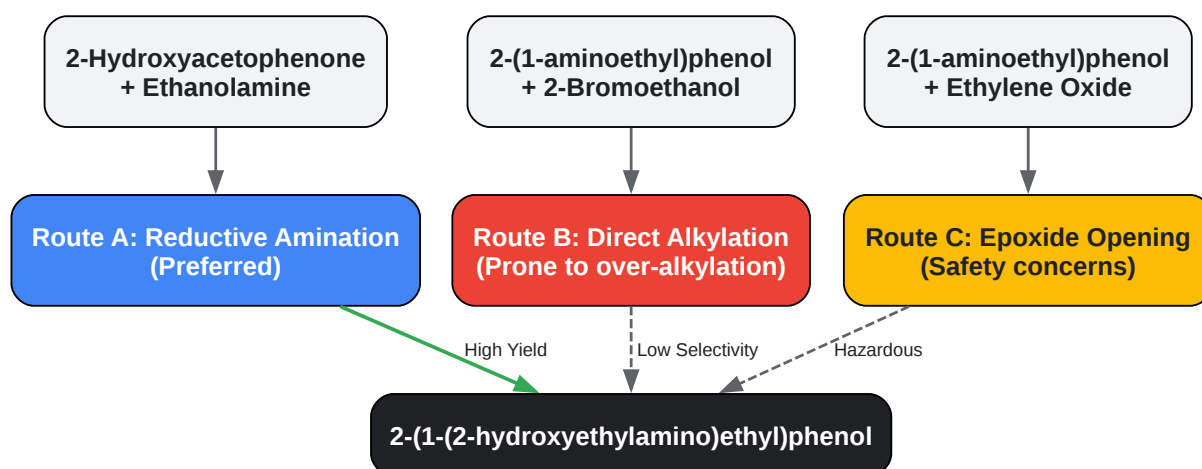 2-Hydroxyacetophenone
+ Ethanolamine
2-(1-aminoethyl)phenol
+ 2-Bromoethanol
2-(1-aminoethyl)phenol
+ Ethylene Oxide
Route A: Reductive Amination
(Preferred)
Route B: Direct Alkylation
(Prone to over-alkylation)
Route C: Epoxide Opening
(Safety concerns)
High Yield
Low Selectivity
Hazardous
2-(1-(2-hydroxyethylamino)ethyl)phenol